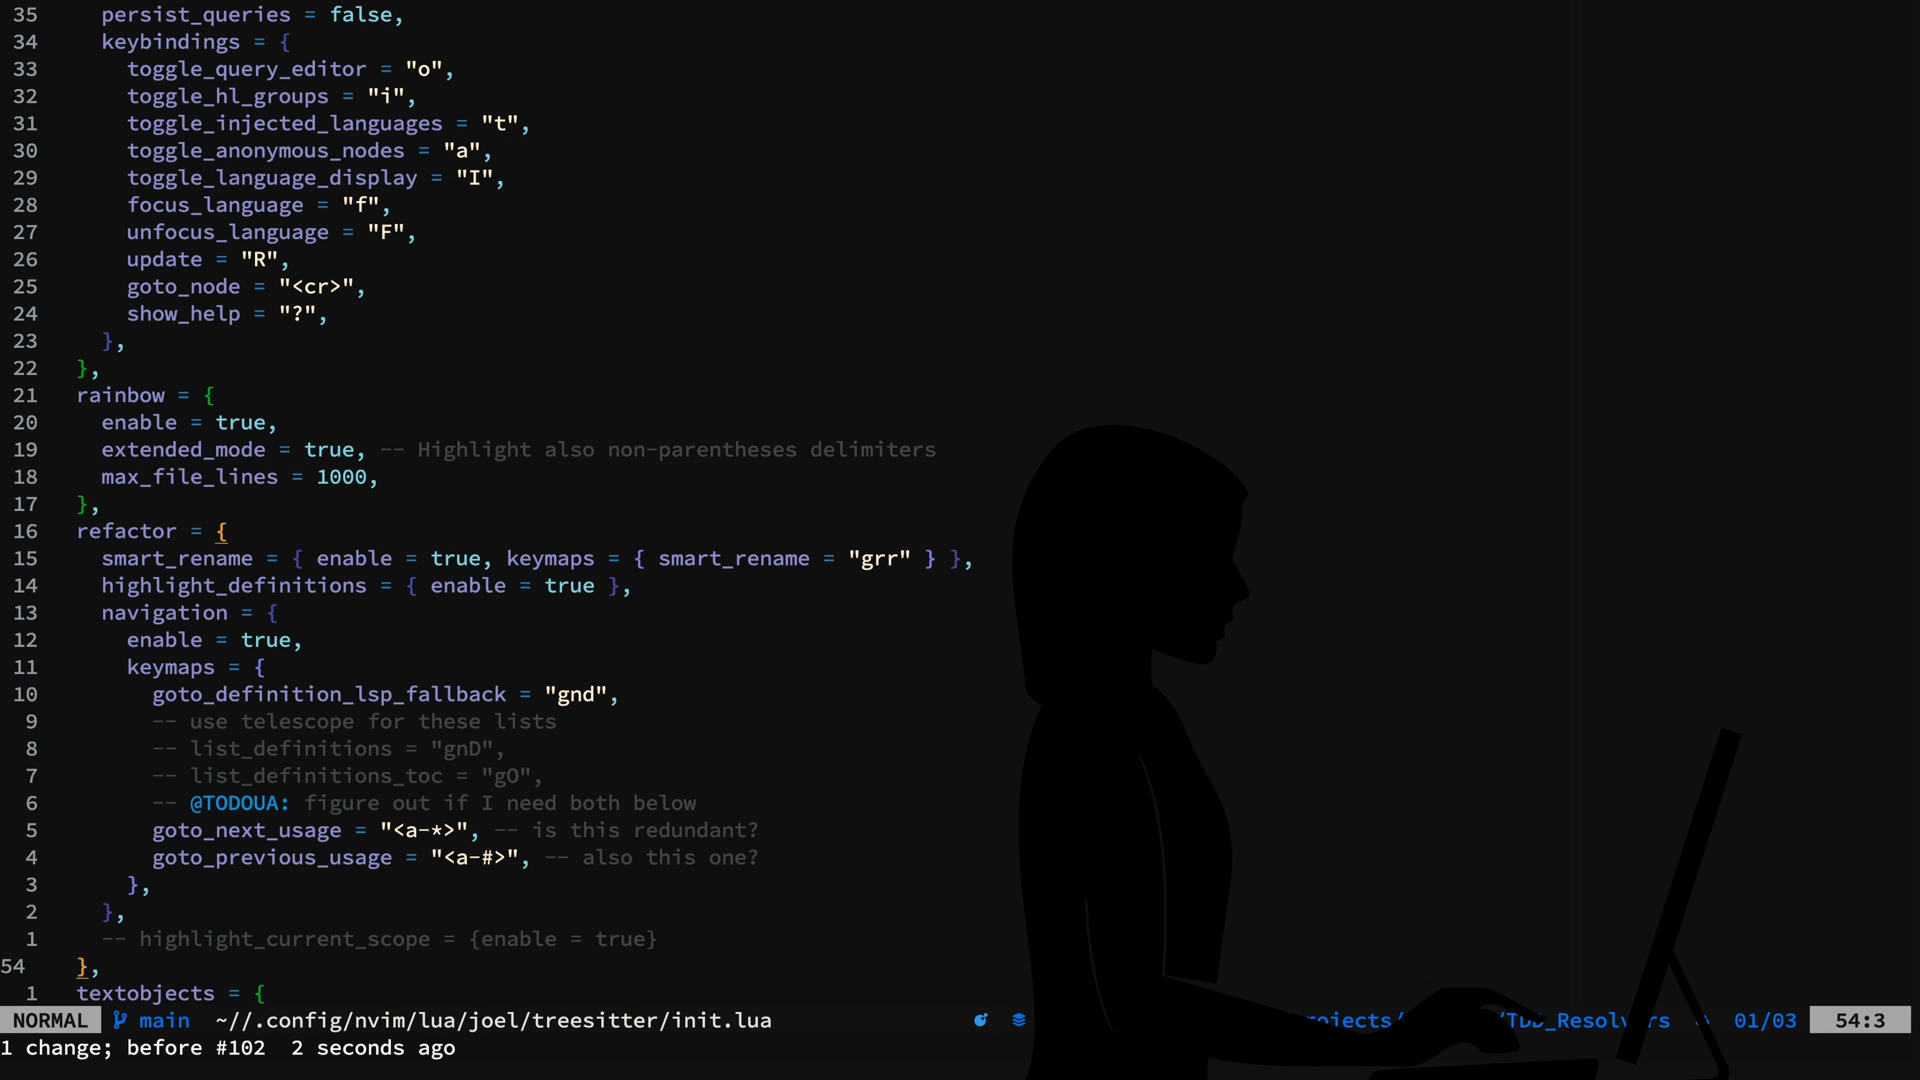 35 persist_queries = false,
34 keybindings = {
33 toggle_query_editor = "o",
32 toggle_hl_groups = "i",
31 toggle_injected_languages = "t",
30 toggle_anonymous_nodes = "a",
29 toggle_language_display = "I",
28 focus_language = "f",
27 unfocus_language = "F",
26 update = "R",
25 goto_node = "<cr>",
24 show_help = "?",
23 },
22 },
21 rainbow = {
20 enable = true,
19 extended_mode = true, -- Highlight also non-parentheses delimiters
18 max_file_lines = 1000,
17 },
16 refactor = {
15 smart_rename = { enable = true, keymaps = { smart_rename = "grr" } },
14 highlight_definitions = { enable = true },
13 navigation = {
12 enable = true,
11 keymaps = {
10 goto_definition_lsp_fallback = "gnd",
9 -- use telescope for these lists
8 -- list_definitions = "gnD",
7 -- list_definitions_toc = "gO",
6 -- @TODOUA: figure out if I need both below
5 goto_next_usage = "<a-*>", -- is this redundant?
4 goto_previous_usage = "<a-#>", -- also this one?
3 },
2 },
1 -- highlight_current_scope = {enable = true}
54 },
1 textobjects = {
NORMAL main ~//.config/nvim/lua/joel/treesitter/init.lua 01/03 54:3
1 change; before #102 2 seconds ago